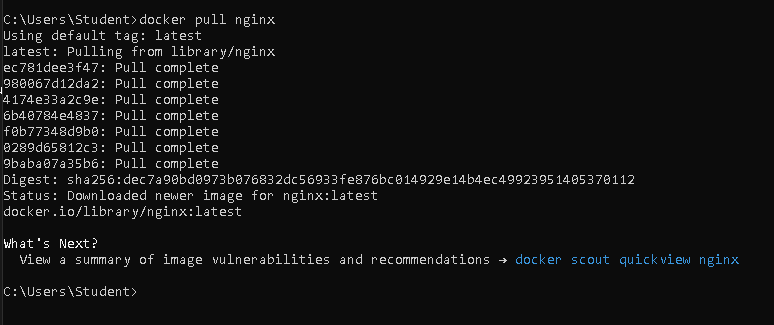 C:\Users\Student>docker pull nginx
Using default tag: latest
latest: Pulling from library/nginx
ec781dee3f47: Pull complete
980067d12da2: Pull complete
4174e33a2c9e: Pull complete
6b40784e4837: Pull complete
f0b77348d9b0: Pull complete
0289d65812c3: Pull complete
9baba07a35b6: Pull complete
Digest: sha256:dec7a90bd0973b076832dc56933fe876bc014929e14b4ec49923951405370112
Status: Downloaded newer image for nginx:latest
docker.io/library/nginx:latest
What's Next?
View a summary of image vulnerabilities and recommendations → docker scout quickview nginx
C:\Users\Student>